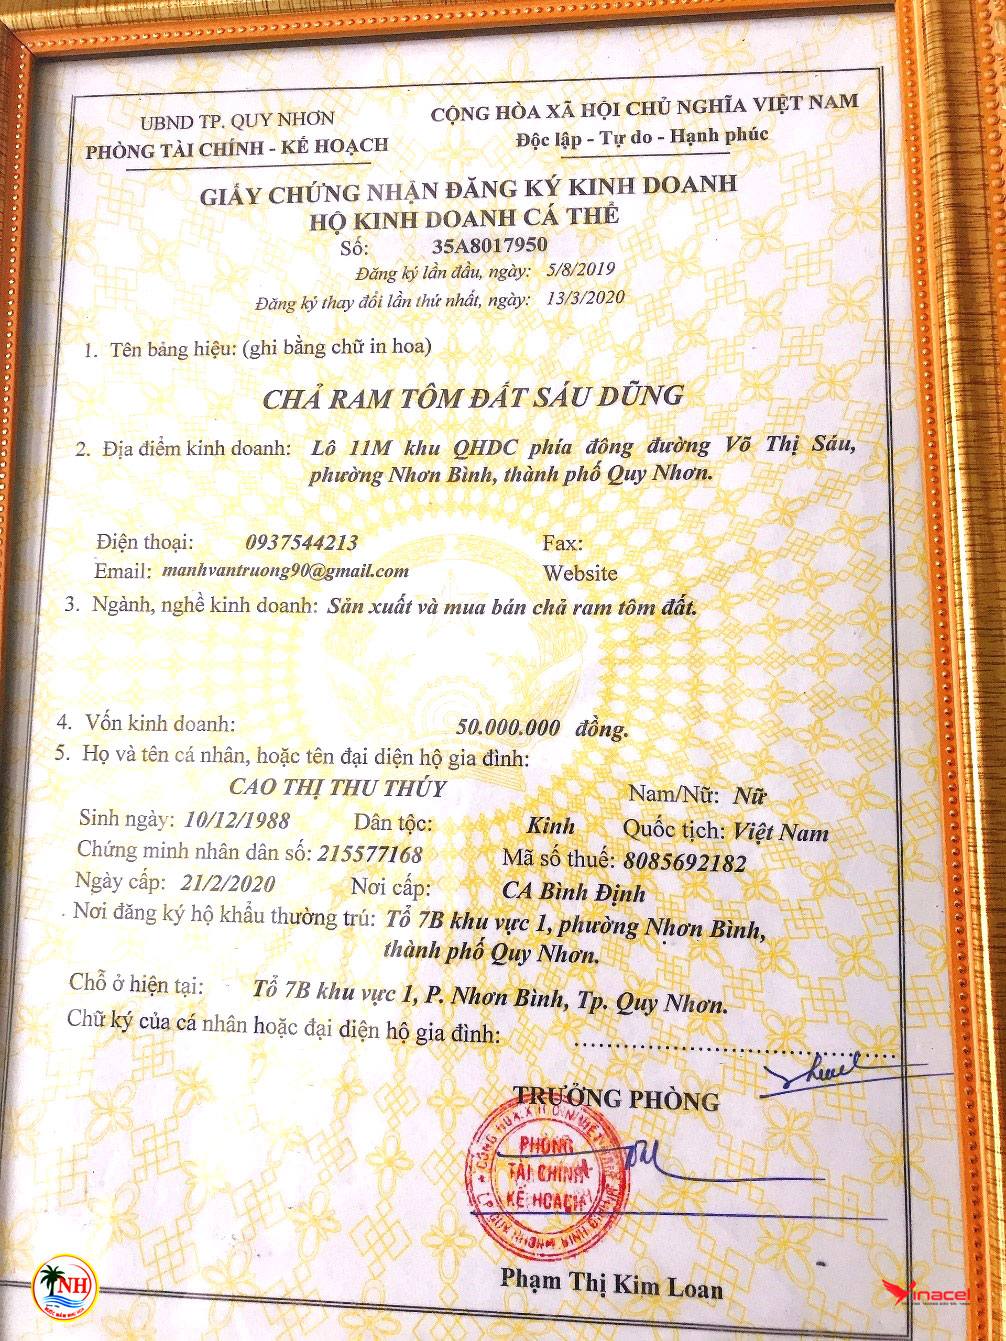 UBND TP. QUY NHƠN
PHÒNG TÀI CHÍNH - KẾ HOẠCH
CỘNG HÒA XÃ HỘI CHỦ NGHĨA VIỆT NAM
Độc lập - Tự do - Hạnh phúc
GIẤY CHỨNG NHẬN ĐĂNG KÝ KINH DOANH
HỘ KINH DOANH CÁ THỂ
Số: 35A8017950
Đăng ký lần đầu, ngày: 5/8/2019
Đăng ký thay đổi lần thứ nhất, ngày: 13/3/2020
1. Tên bảng hiệu: (ghi bằng chữ in hoa)
CHẢ RAM TÔM ĐẤT SÁU DŨNG
2. Địa điểm kinh doanh: Lô 11M khu QHDC phía đông đường Võ Thị Sáu,
phường Nhơn Bình, thành phố Quy Nhơn.
Điện thoại: 0937544213 Fax:
Email: manhvantruong90@gmail.com Website
3. Ngành, nghề kinh doanh: Sản xuất và mua bán chả ram tôm đất.
4. Vốn kinh doanh: 50.000.000 đồng.
5. Họ và tên cá nhân, hoặc tên đại diện hộ gia đình:
CAO THỊ THU THÚY Nam/Nữ: Nữ
Sinh ngày: 10/12/1988 Dân tộc: Kinh Quốc tịch: Việt Nam
Chứng minh nhân dân số: 215577168 Mã số thuế: 8085692182
Ngày cấp: 21/2/2020 Nơi cấp: CA Bình Định
Nơi đăng ký hộ khẩu thường trú: Tổ 7B khu vực 1, phường Nhơn Bình,
thành phố Quy Nhơn.
Chỗ ở hiện tại: Tổ 7B khu vực 1, P. Nhơn Bình, Tp. Quy Nhơn.
Chữ ký của cá nhân hoặc đại diện hộ gia đình:
TRƯỞNG PHÒNG
PHÒNG
TÀI CHÍNH
KẾ HOẠCH
Phạm Thị Kim Loan
NH
inacel